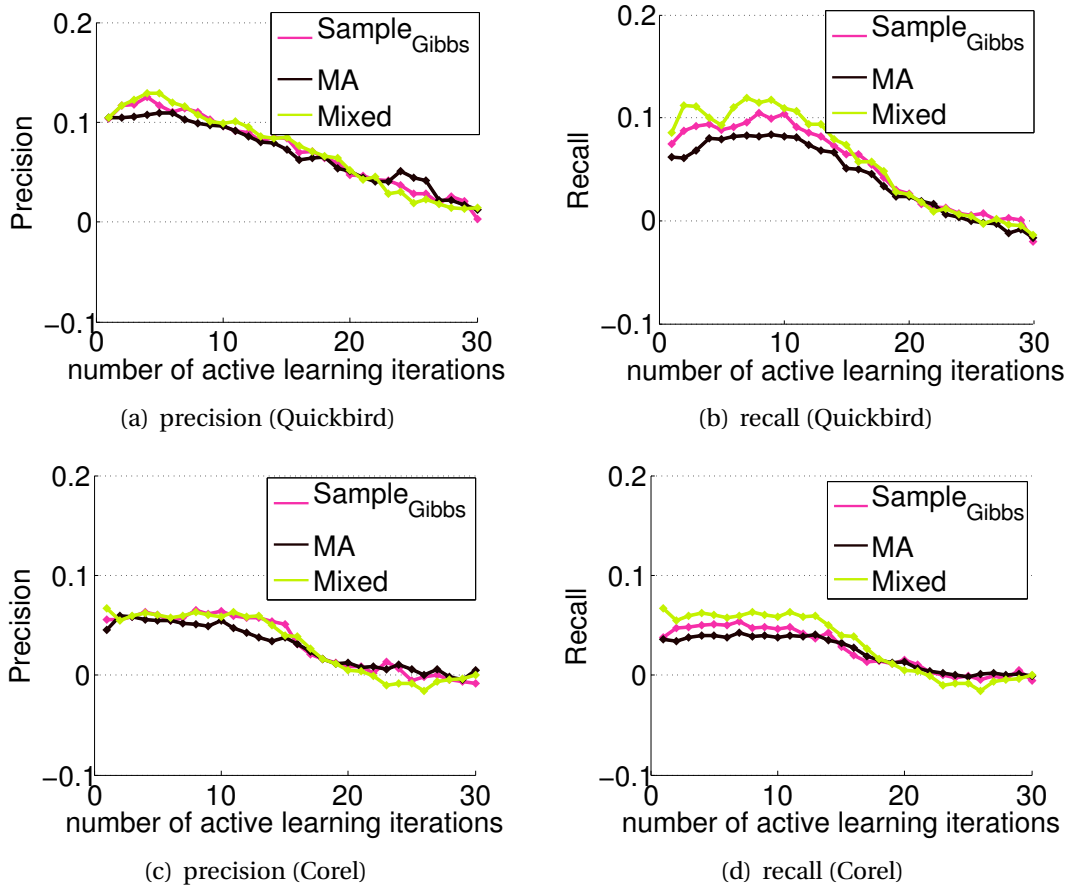 0.2
Sample_Gibbs
MA
Mixed
0.1
Precision
0
−0.1
0 10 20 30
number of active learning iterations
(a) precision (Quickbird)
0.2
Sample_Gibbs
MA
Mixed
0.1
Recall
0
−0.1
0 10 20 30
number of active learning iterations
(b) recall (Quickbird)
0.2
Sample_Gibbs
MA
Mixed
0.1
Precision
0
−0.1
0 10 20 30
number of active learning iterations
(c) precision (Corel)
0.2
Sample_Gibbs
MA
Mixed
0.1
Recall
0
−0.1
0 10 20 30
number of active learning iterations
(d) recall (Corel)